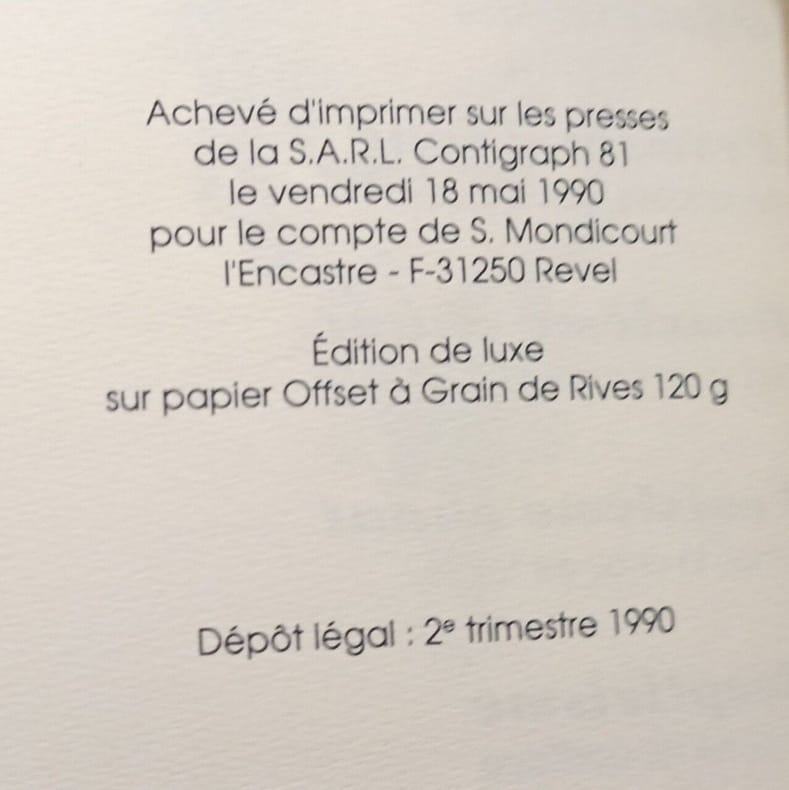 Achevé d'imprimer sur les presses
de la S.A.R.L. Contigraph 81
le vendredi 18 mai 1990
pour le compte de S. Mondicourt
l'Encastre - F-31250 Revel
Édition de luxe
sur papier Offset à Grain de Rives 120 g
Dépôt légal : 2e trimestre 1990